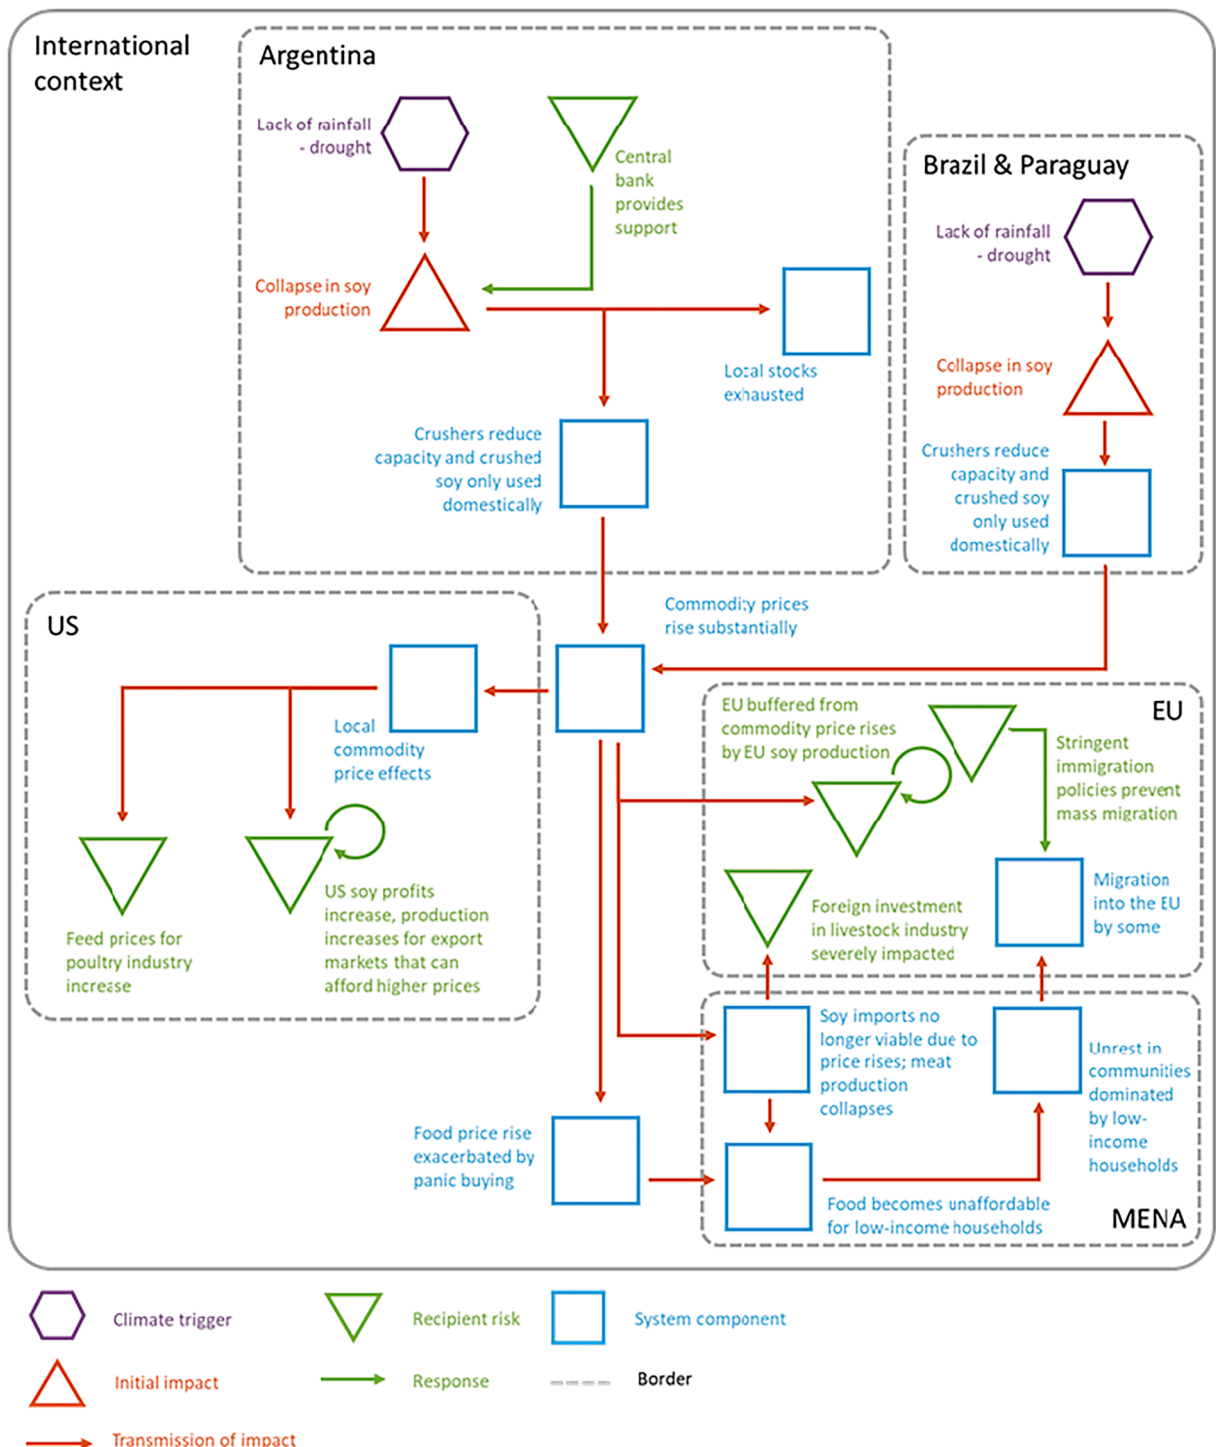 International
context
Argentina
Lack of rainfall
- drought
Central
bank
provides
support
Collapse in soy
production
Local stocks
exhausted
Crushers reduce
capacity and crushed
soy only used
domestically
Brazil & Paraguay
Lack of rainfall
- drought
Collapse in soy
production
Crushers reduce
capacity and
crushed soy
only used
domestically
Commodity prices
rise substantially
US
Local
commodity
price effects
Feed prices for
poultry industry
increase
US soy profits
increase, production
increases for export
markets that can
afford higher prices
EU
EU buffered from
commodity price rises
by EU soy production
Stringent
immigration
policies prevent
mass migration
Foreign investment
in livestock industry
severely impacted
Migration
into the EU
by some
Soy imports no
longer viable due to
price rises; meat
production
collapses
Unrest in
communities
dominated
by low-
income
households
Food price rise
exacerbated by
panic buying
Food becomes unaffordable
for low-income households
MENA
Climate trigger
Recipient risk
System component
Initial impact
Response
Border
Transmission of impact